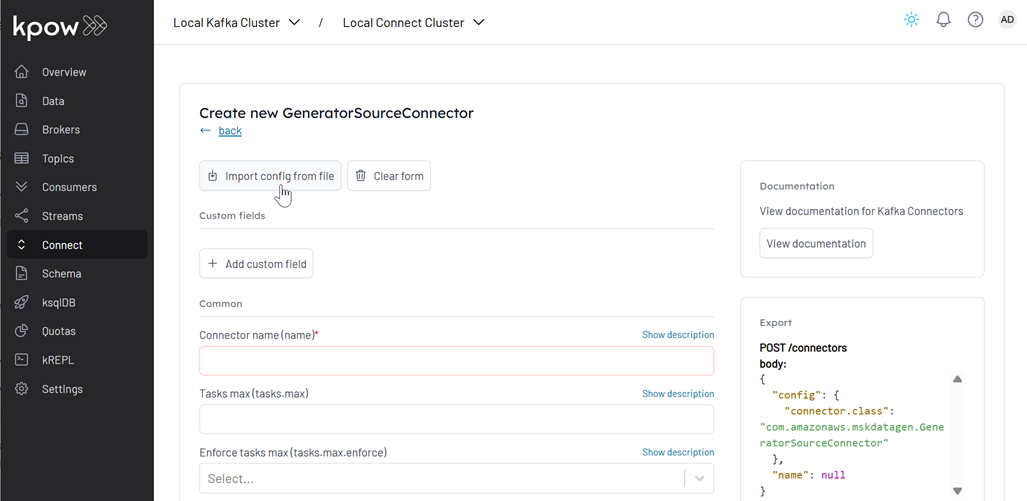 kpow
Local Kafka Cluster / Local Connect Cluster
AD
Overview
Data
Brokers
Topics
Consumers
Streams
Connect
Schema
ksqlDB
Quotas
kREPL
Settings
Create new GeneratorSourceConnector
← back
Import config from file
Clear form
Custom fields
+ Add custom field
Common
Connector name (name)*
Show description
Tasks max (tasks.max)
Show description
Enforce tasks max (tasks.max.enforce)
Show description
Select...
Documentation
View documentation for Kafka Connectors
View documentation
Export
POST /connectors
body:
{
"config": {
"connector.class":
"com.amazonaws.mskdatagen.Gene
ratorSourceConnector"
},
"name": null
}